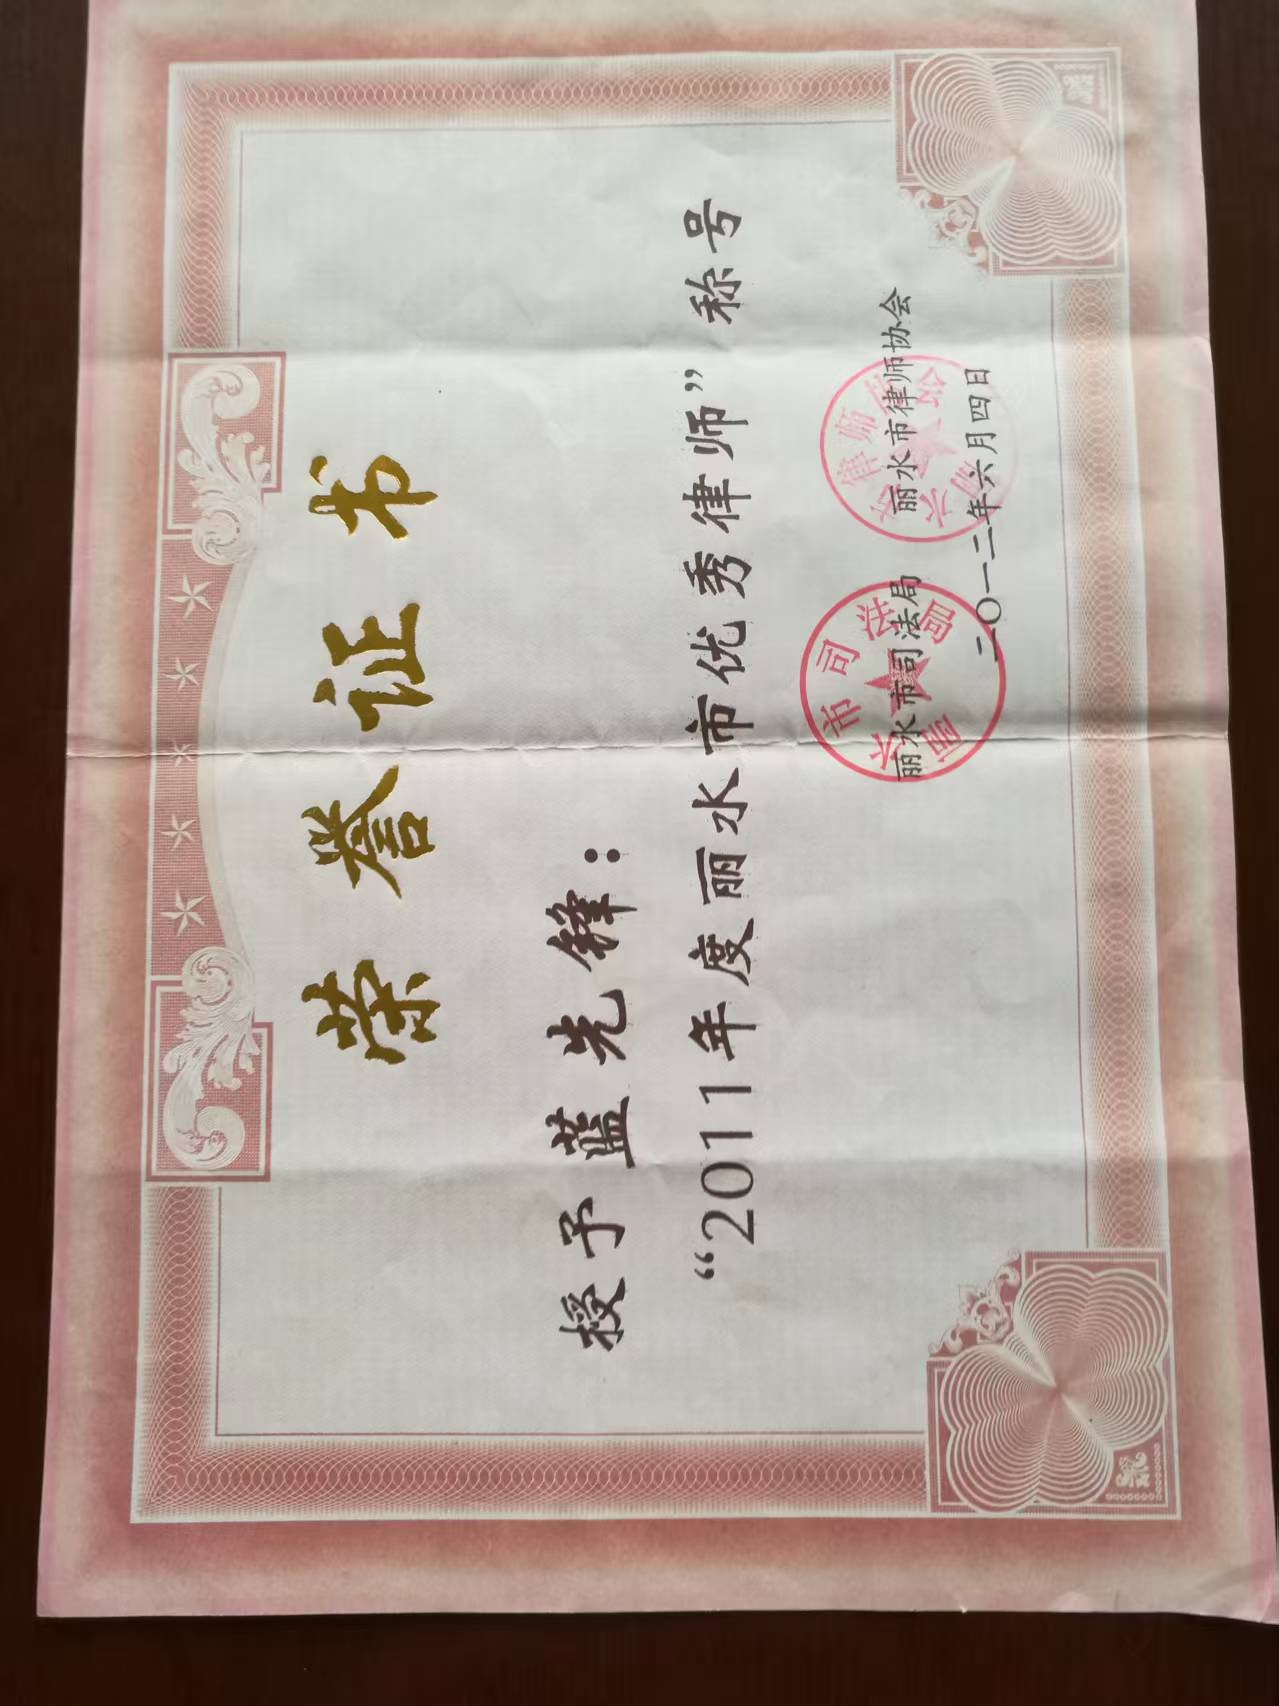 荣誉证书
授予蓝先锋：
“2011年度丽水市优秀律师”称号
丽水市司法局 丽水市律师协会
二〇一二年六月四日